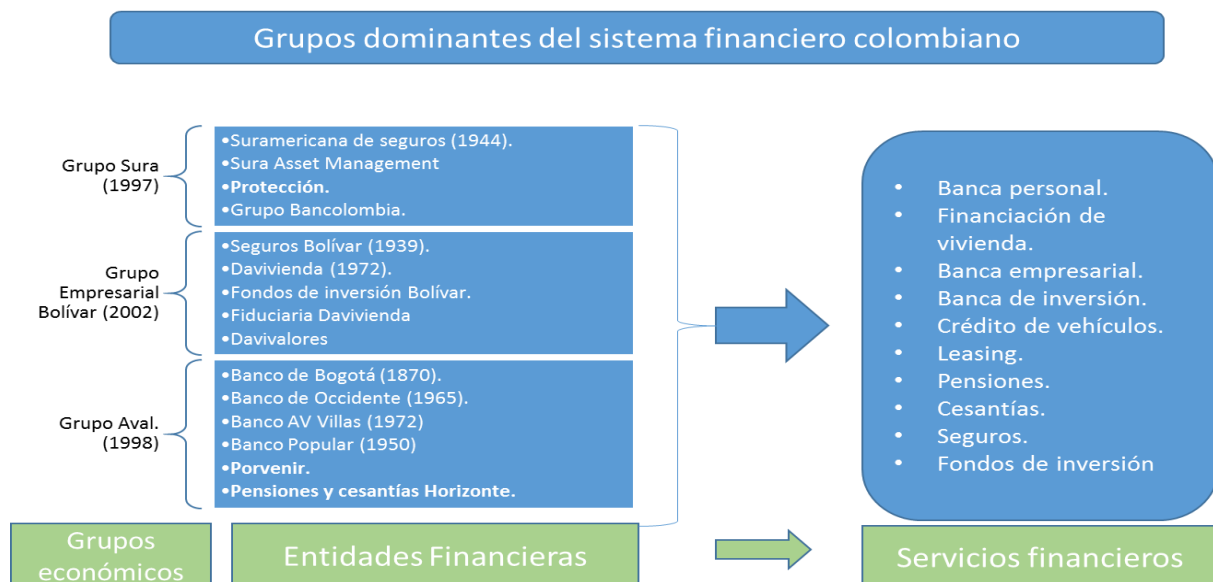 Grupos dominantes del sistema financiero colombiano
Grupo Sura
(1997)
•Suramericana de seguros (1944).
•Sura Asset Management
•Protección.
•Grupo Bancolombia.
Grupo
Empresarial
Bolívar (2002)
•Seguros Bolívar (1939).
•Davivienda (1972).
•Fondos de inversión Bolívar.
•Fiduciaria Davivienda
•Davivalores
Grupo Aval.
(1998)
•Banco de Bogotá (1870).
•Banco de Occidente (1965).
•Banco AV Villas (1972)
•Banco Popular (1950)
•Porvenir.
•Pensiones y cesantías Horizonte.
• Banca personal.
• Financiación de
vivienda.
• Banca empresarial.
• Banca de inversión.
• Crédito de vehículos.
• Leasing.
• Pensiones.
• Cesantías.
• Seguros.
• Fondos de inversión
Grupos
económicos
Entidades Financieras
Servicios financieros